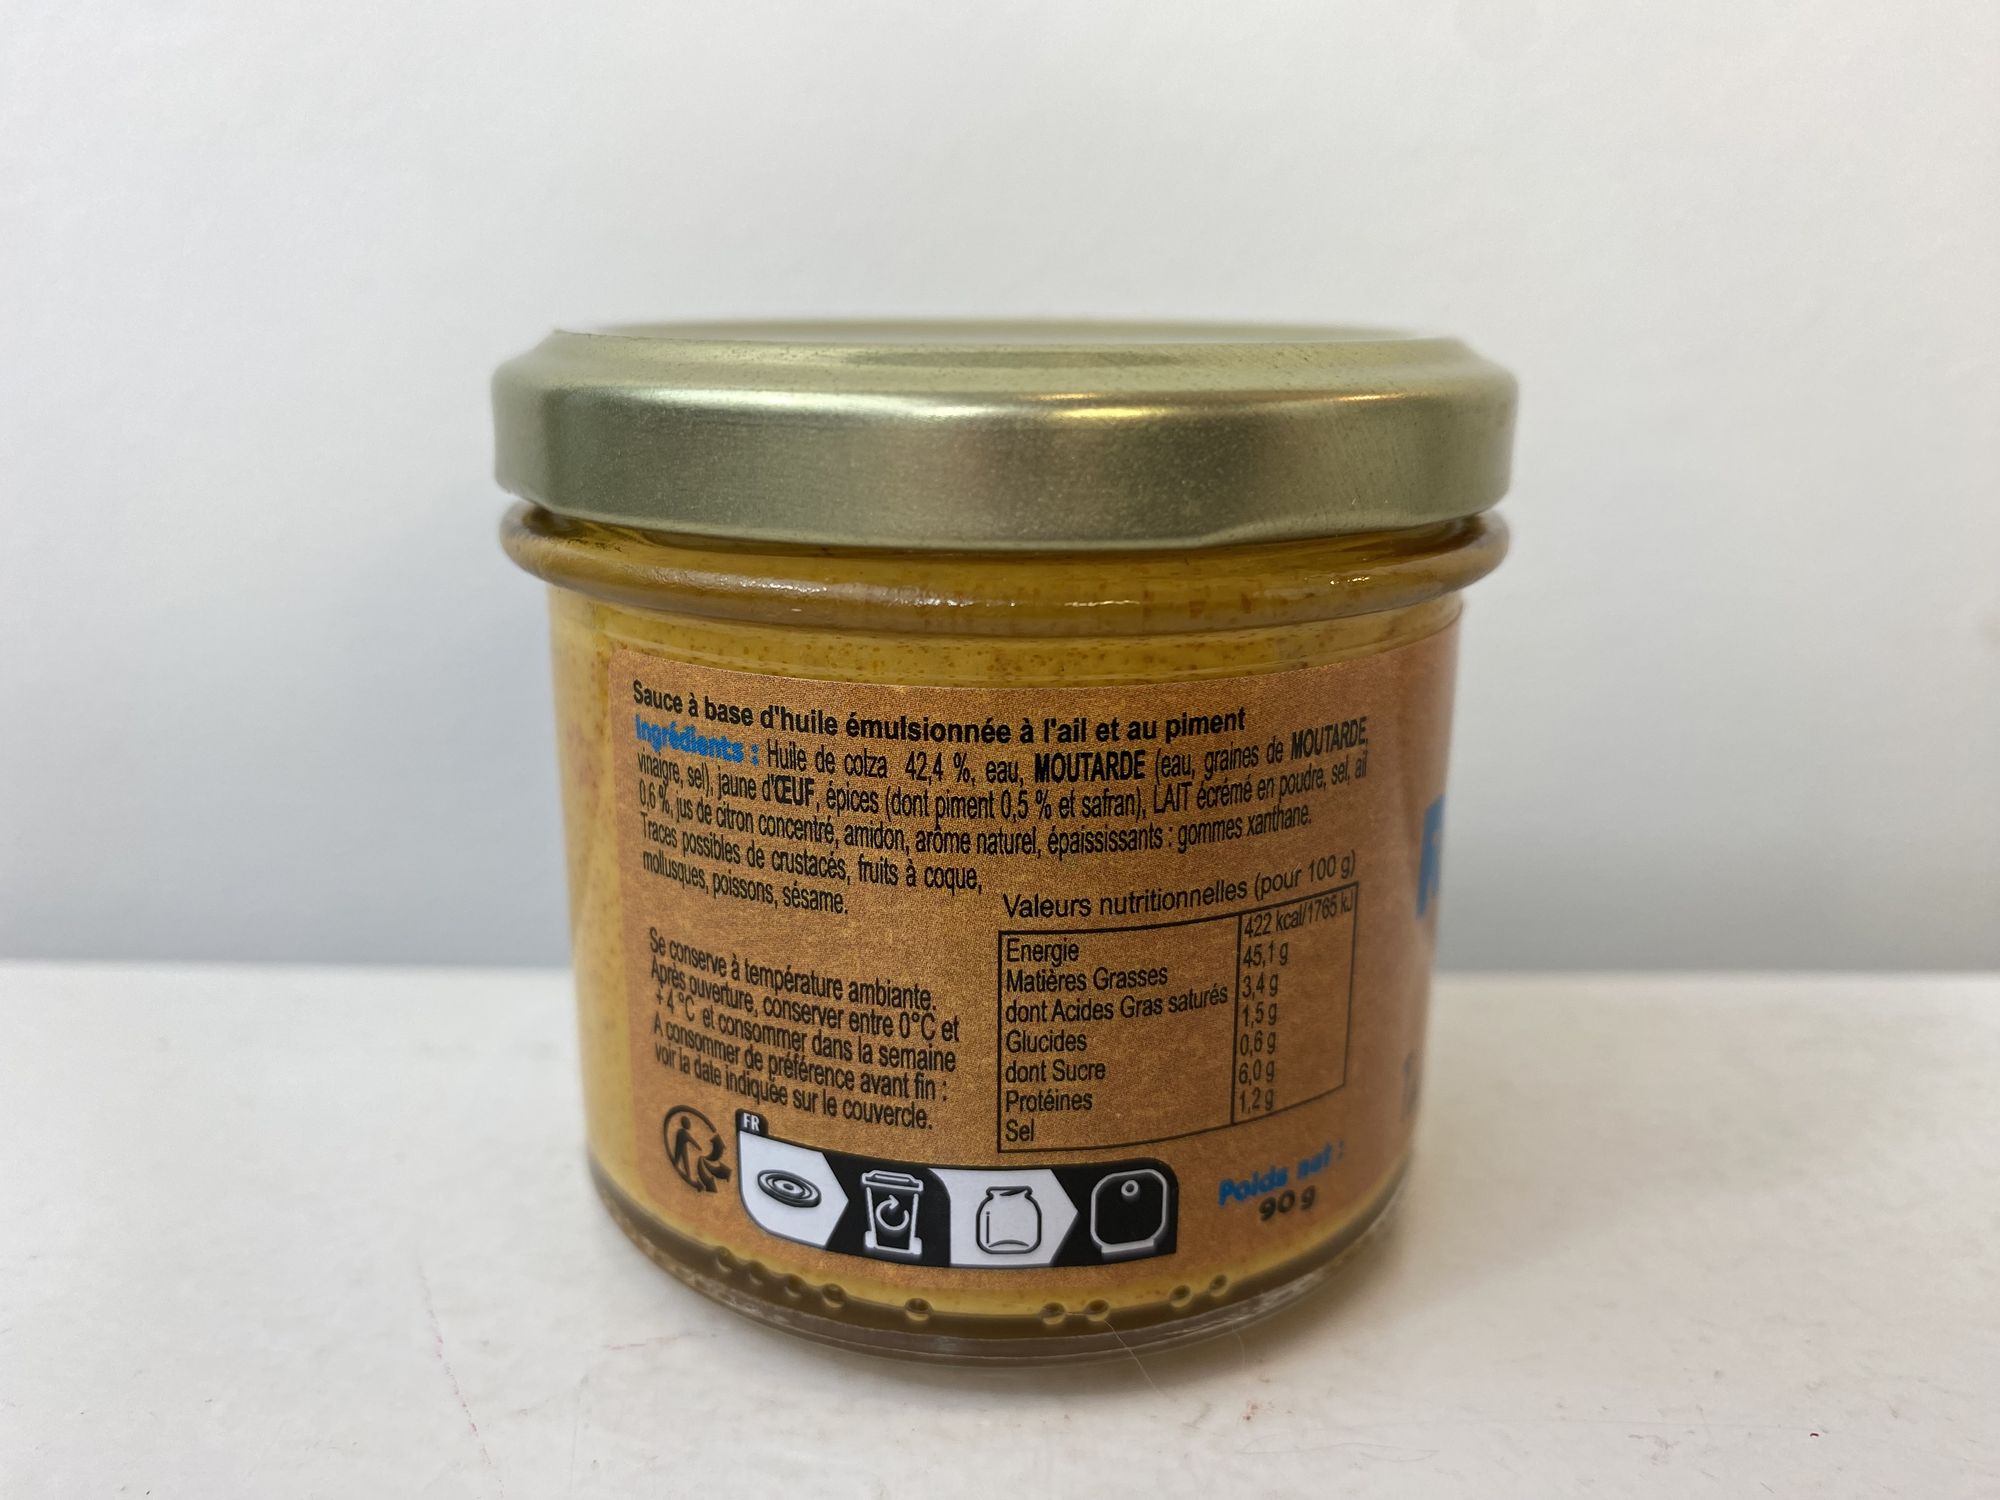 Sauce à base d'huile émulsionnée à l'ail et au piment
Ingrédients : Huile de colza 42,4 %, eau, MOUTARDE (eau, graines de MOUTARDE,
vinaigre, sel), jaune d'ŒUF, épices (dont piment 0,5 % et safran), LAIT écrémé en poudre, sel, ail
0,6 %, jus de citron concentré, amidon, arôme naturel, épaississants : gommes xanthane.
Traces possibles de crustacés, fruits à coque,
mollusques, poissons, sésame.
Se conserve à température ambiante.
Après ouverture, conserver entre 0°C et
+4°C et consommer dans la semaine
A consommer de préférence avant fin :
voir la date indiquée sur le couvercle.
Valeurs nutritionnelles (pour 100 g)
Energie 422 kcal/1765 kJ
Matières Grasses 45,1 g
dont Acides Gras saturés 3,4 g
Glucides 1,5 g
dont Sucre 0,6 g
Protéines 6,0 g
Sel 1,2 g
FR
Poids net :
90 g